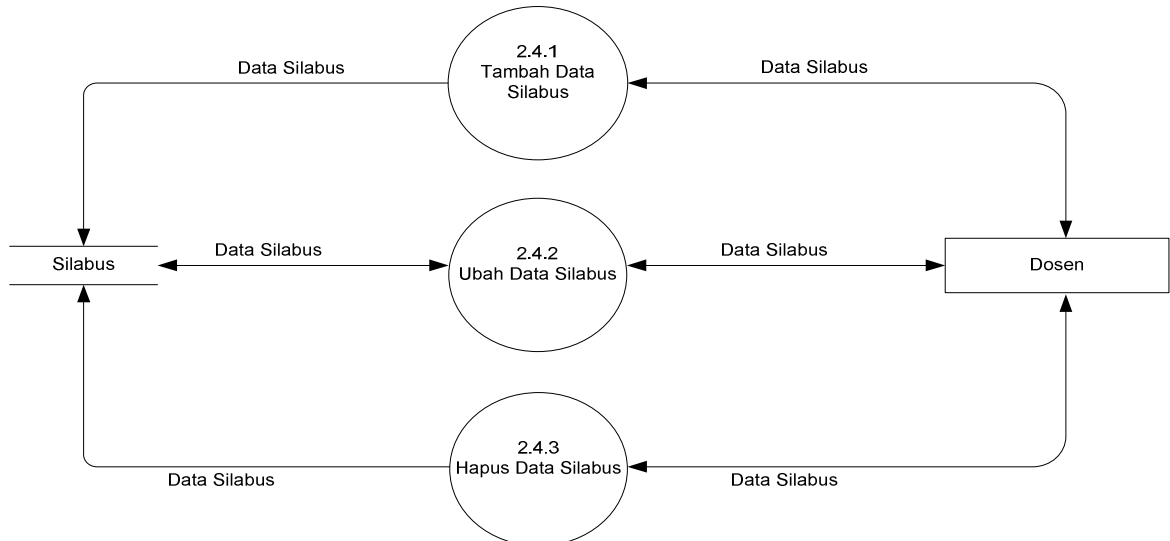 2.4.1
Tambah Data
Silabus
Data Silabus
Data Silabus
Silabus
Data Silabus
2.4.2
Ubah Data Silabus
Data Silabus
Dosen
2.4.3
Hapus Data Silabus
Data Silabus
Data Silabus